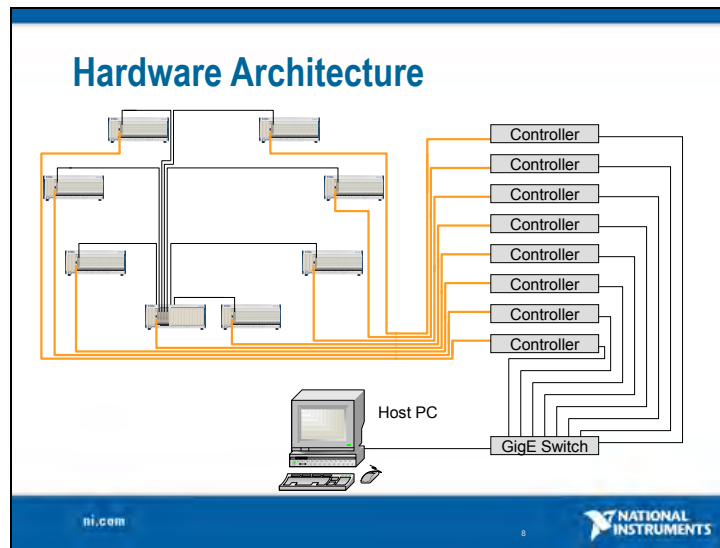 Hardware Architecture
Controller
Controller
Controller
Controller
Controller
Controller
Controller
Controller
Host PC
GigE Switch
ni.com
8
NATIONAL
INSTRUMENTS